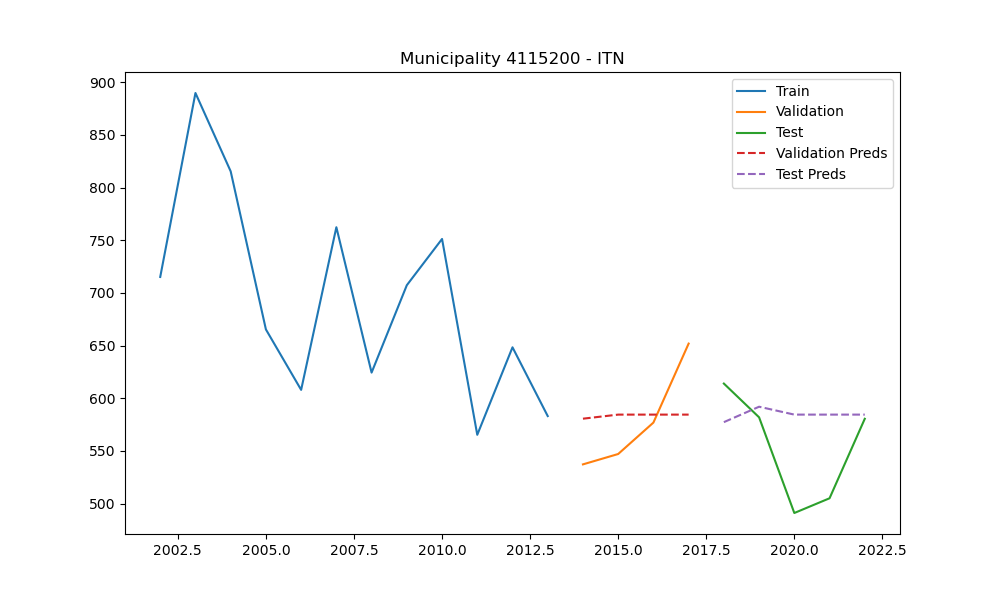 Municipality 4115200 - ITN
Train
Validation
Test
Validation Preds
Test Preds
900
850
800
750
700
650
600
550
500
2002.5 2005.0 2007.5 2010.0 2012.5 2015.0 2017.5 2020.0 2022.5